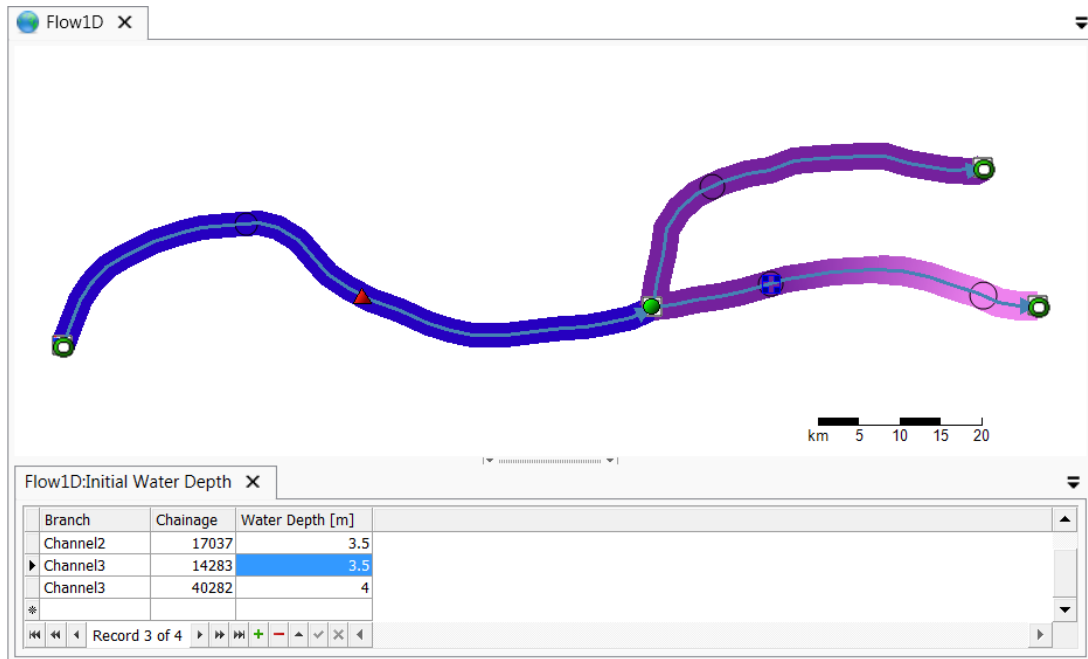 Flow1D
km 5 10 15 20
Flow1D:Initial Water Depth
Branch Chainage Water Depth [m]
Channel2 17037 3.5
Channel3 14283 3.5
Channel3 40282 4
Record 3 of 4